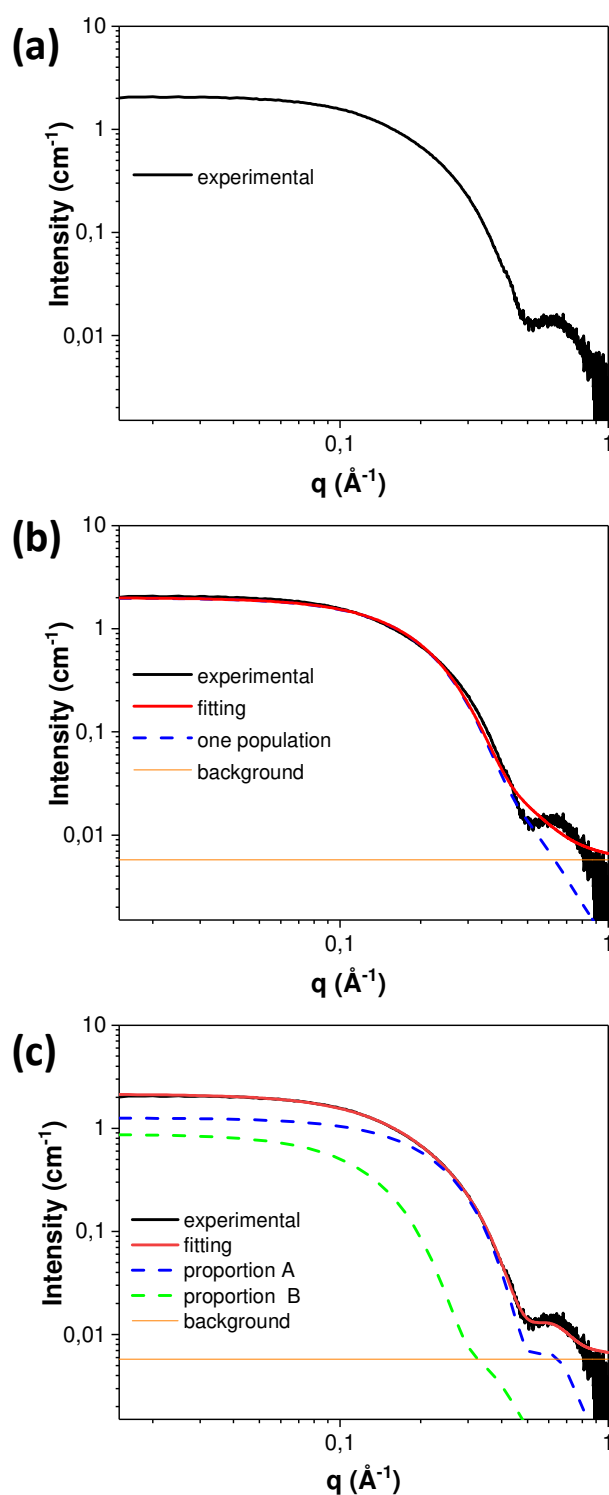 (a)
10
1
0,1
0,01
Intensity (cm-1)
experimental
0,1
1
q (Å-1)
(b)
10
1
0,1
0,01
Intensity (cm-1)
experimental
fitting
one population
background
0,1
1
q (Å-1)
(c)
10
1
0,1
0,01
Intensity (cm-1)
experimental
fitting
proportion A
proportion B
background
0,1
1
q (Å-1)